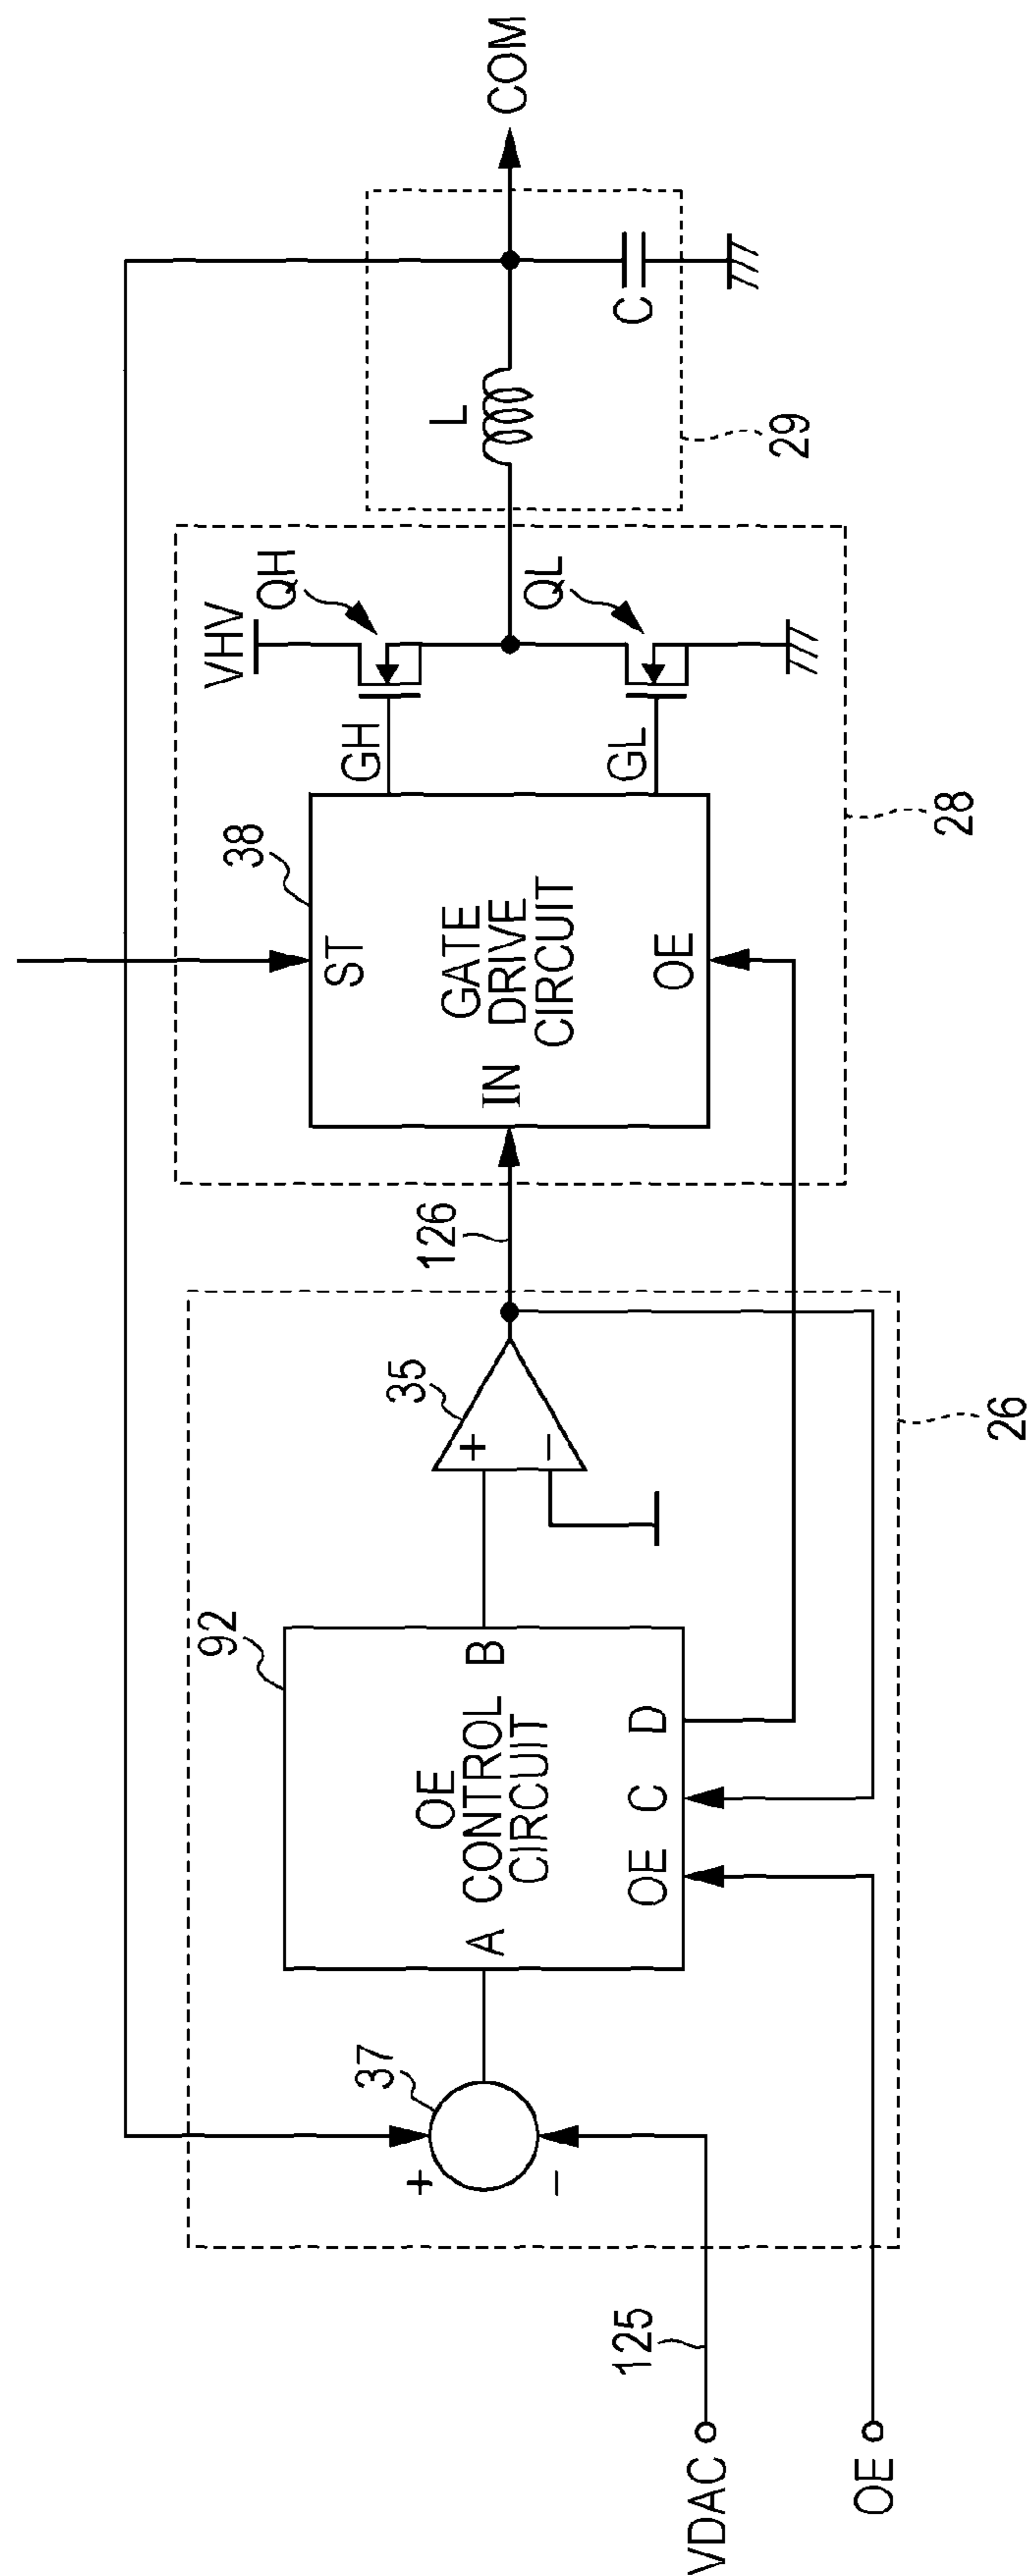 VHV
QH
38
GH
COM
ST
L
92
37
126
35
GATE
DRIVE
CIRCUIT
IN
QL
GL
C
OE
+
−
A
OE
CONTROL
CIRCUIT
B
+
−
OE
C
D
29
28
26
125
VDAC
OE